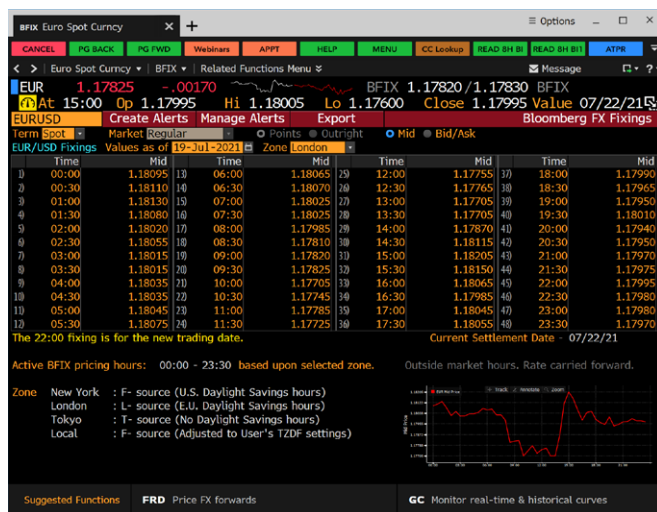 BFIX Euro Spot Curncy × + ≡ Options _ □ ×
CANCEL PG BACK PG FWD Webinars APPT HELP MENU CC Lookup READ 8H BI READ 8H BI1 ATPR
< > Euro Spot Curncy ▾ BFIX ▾ Related Functions Menu Message ?
EUR 1.17825 -.00170 BFIX 1.17820/1.17830 BFIX
At 15:00 Op 1.17995 Hi 1.18005 Lo 1.17600 Close 1.17995 Value 07/22/21
EURUSD Create Alerts Manage Alerts Export Bloomberg FX Fixings
Term Spot Market Regular Points Outright Mid Bid/Ask
EUR/USD Fixings Values as of 19-Jul-2021 Zone London
Time Mid Time Mid Time Mid Time Mid
1) 00:00 1.18095 13) 06:00 1.18065 25) 12:00 1.17755 37) 18:00 1.17990
2) 00:30 1.18110 14) 06:30 1.18070 26) 12:30 1.17765 38) 18:30 1.17965
3) 01:00 1.18130 15) 07:00 1.18045 27) 13:00 1.17705 39) 19:00 1.17950
4) 01:30 1.18080 16) 07:30 1.18025 28) 13:30 1.17705 40) 19:30 1.18010
5) 02:00 1.18020 17) 08:00 1.17985 29) 14:00 1.17870 41) 20:00 1.17940
6) 02:30 1.18055 18) 08:30 1.17810 30) 14:30 1.18115 42) 20:30 1.17950
7) 03:00 1.18015 19) 09:00 1.17820 31) 15:00 1.18205 43) 21:00 1.17970
8) 03:30 1.18015 20) 09:30 1.17825 32) 15:30 1.18150 44) 21:30 1.17975
9) 04:00 1.18035 21) 10:00 1.17705 33) 16:00 1.18065 45) 22:00 1.17995
10) 04:30 1.18035 22) 10:30 1.17745 34) 16:30 1.17985 46) 22:30 1.17980
11) 05:00 1.18045 23) 11:00 1.17785 35) 17:00 1.18045 47) 23:00 1.17980
12) 05:30 1.18075 24) 11:30 1.17725 36) 17:30 1.18055 48) 23:30 1.17970
The 22:00 fixing is for the new trading date. Current Settlement Date - 07/22/21
Active BFIX pricing hours: 00:00 - 23:30 based upon selected zone. Outside market hours. Rate carried forward.
Zone New York : F- source (U.S. Daylight Savings hours)
London : L- source (E.U. Daylight Savings hours)
Tokyo : T- source (No Daylight Savings hours)
Local : F- source (Adjusted to User's TZDF settings)
Track Annotate Zoom
Suggested Functions FRD Price FX forwards GC Monitor real-time & historical curves